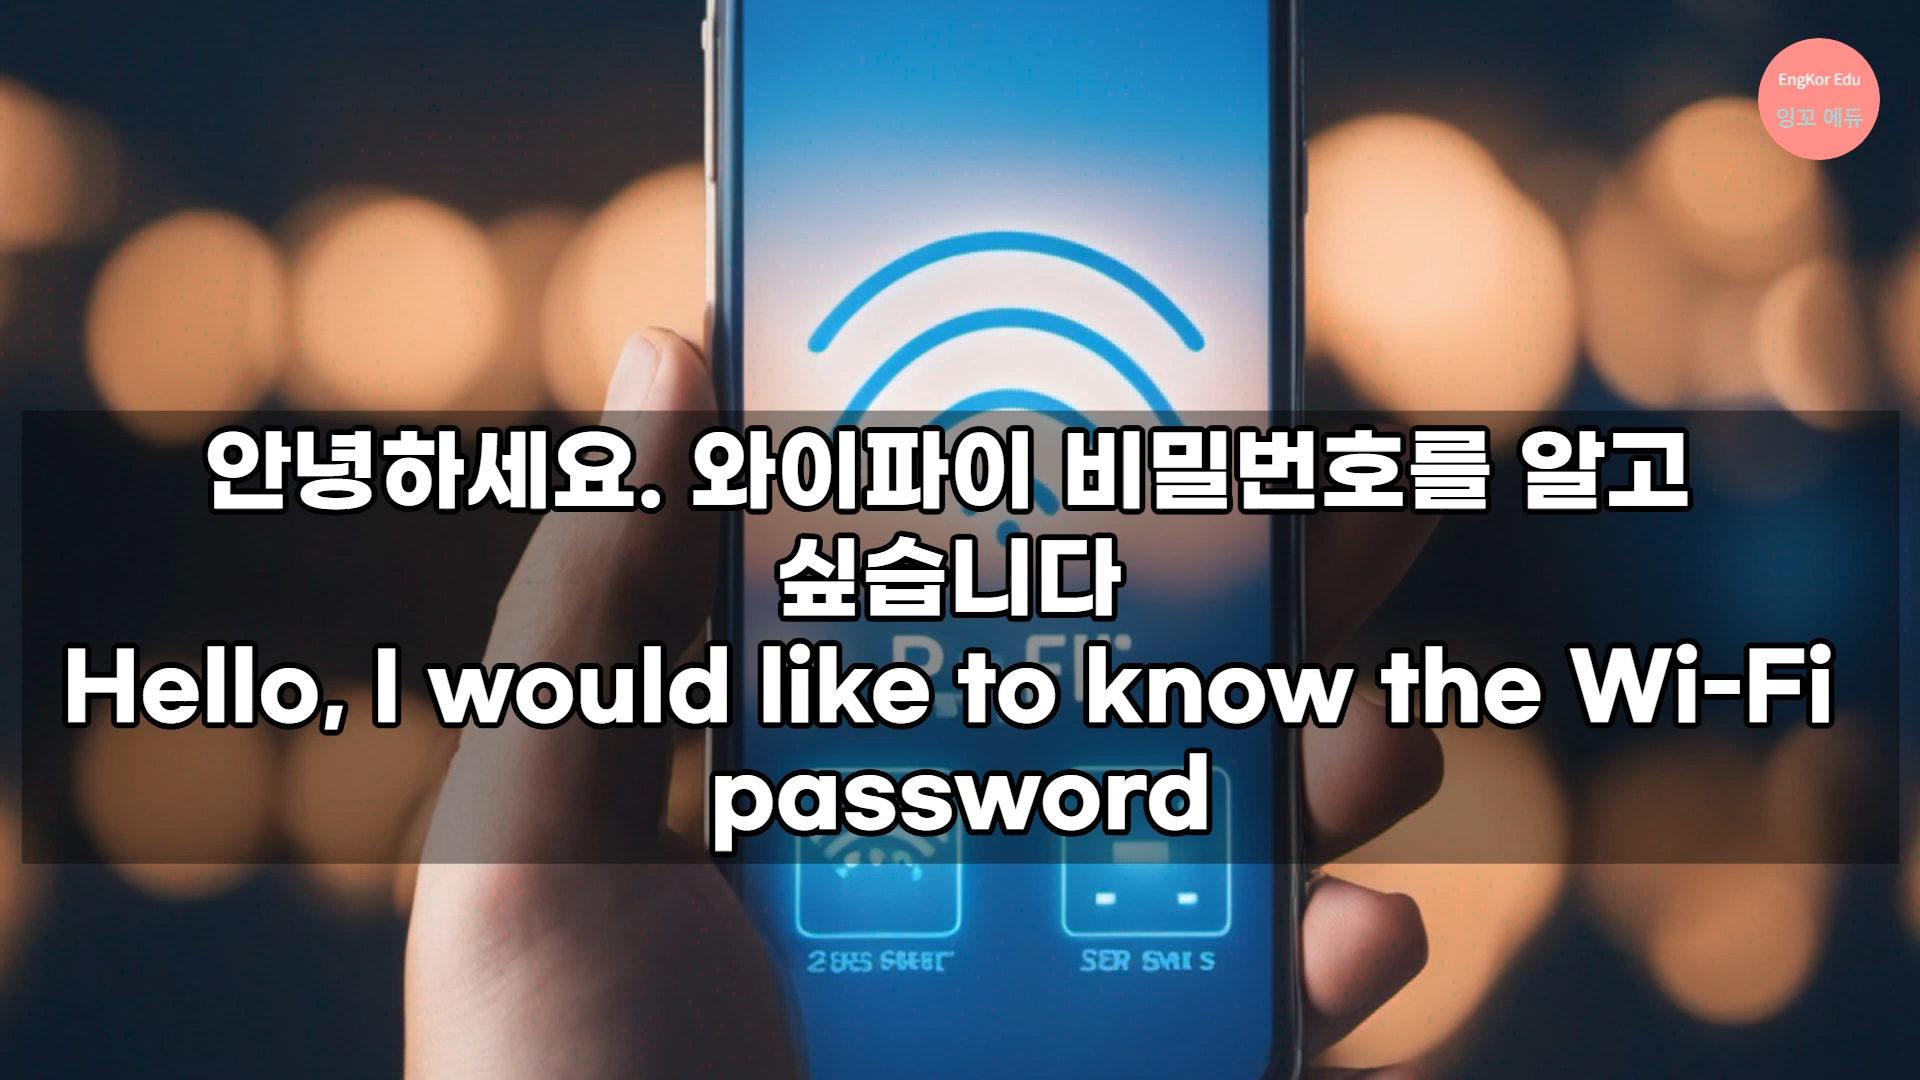 EngKor Edu
잉꼬 에듀
안녕하세요. 와이파이 비밀번호를 알고
싶습니다
Hello, I would like to know the Wi-Fi
password